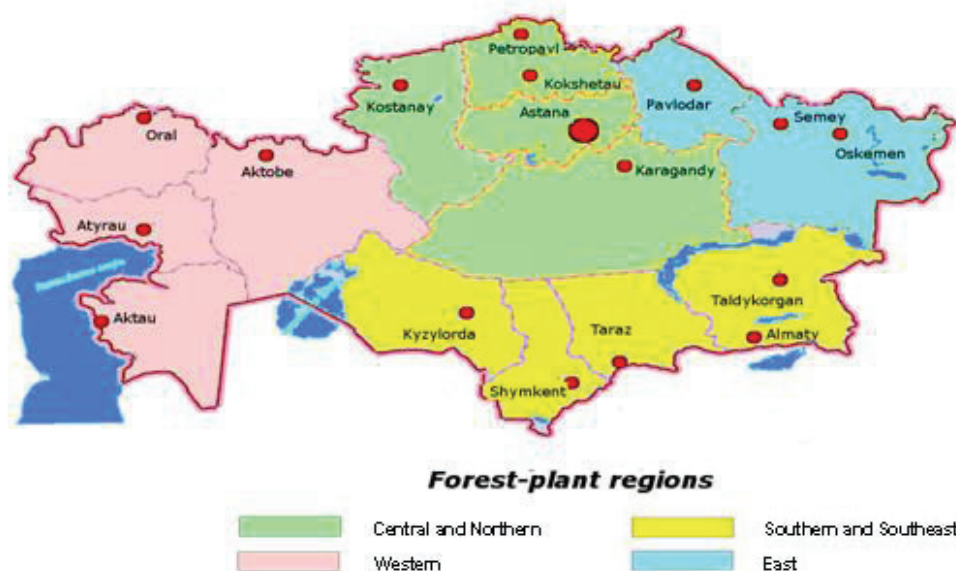 Petropavl
Kokshetau
Kostanay
Astana
Pavlodar
Semey
Oskemen
Oral
Aktobe
Karagandy
Atyrau
Aktau
Kyzylorda
Taraz
Taldykorgan
Almaty
Shymkent
Forest-plant regions
Central and Northern
Southern and Southeast
Western
East